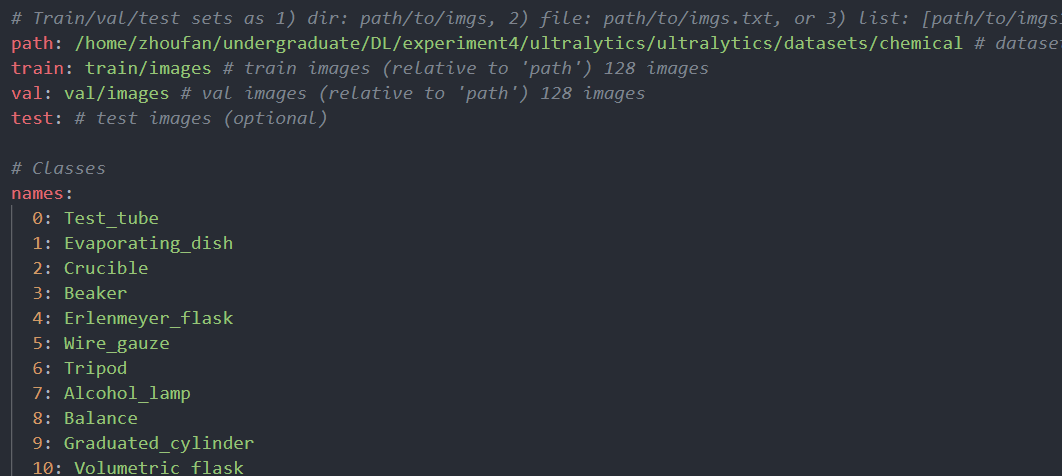 # Train/val/test sets as 1) dir: path/to/imgs, 2) file: path/to/imgs.txt, or 3) list: [path/to/imgs
path: /home/zhoufan/undergraduate/DL/experiment4/ultralytics/ultralytics/datasets/chemical # datase
train: train/images # train images (relative to 'path') 128 images
val: val/images # val images (relative to 'path') 128 images
test: # test images (optional)
# Classes
names:
0: Test_tube
1: Evaporating_dish
2: Crucible
3: Beaker
4: Erlenmeyer_flask
5: Wire_gauze
6: Tripod
7: Alcohol_lamp
8: Balance
9: Graduated_cylinder
10: Volumetric_flask